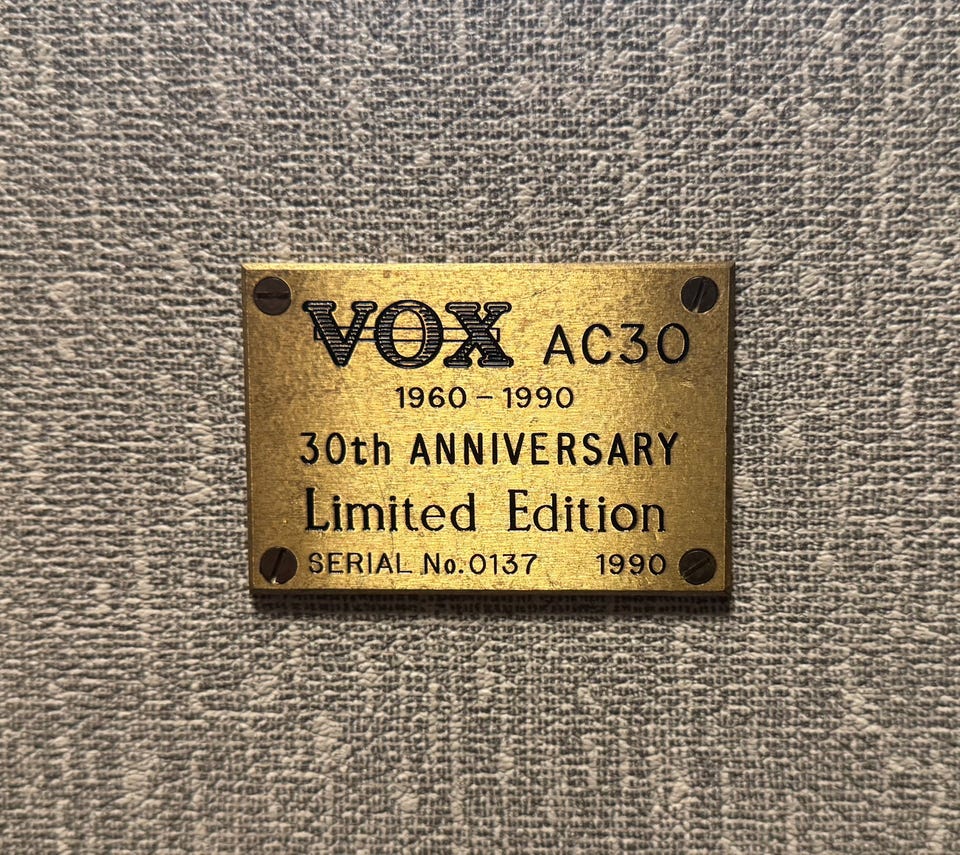 VOX AC30
1960 - 1990
30th ANNIVERSARY
Limited Edition
SERIAL No.0137 1990